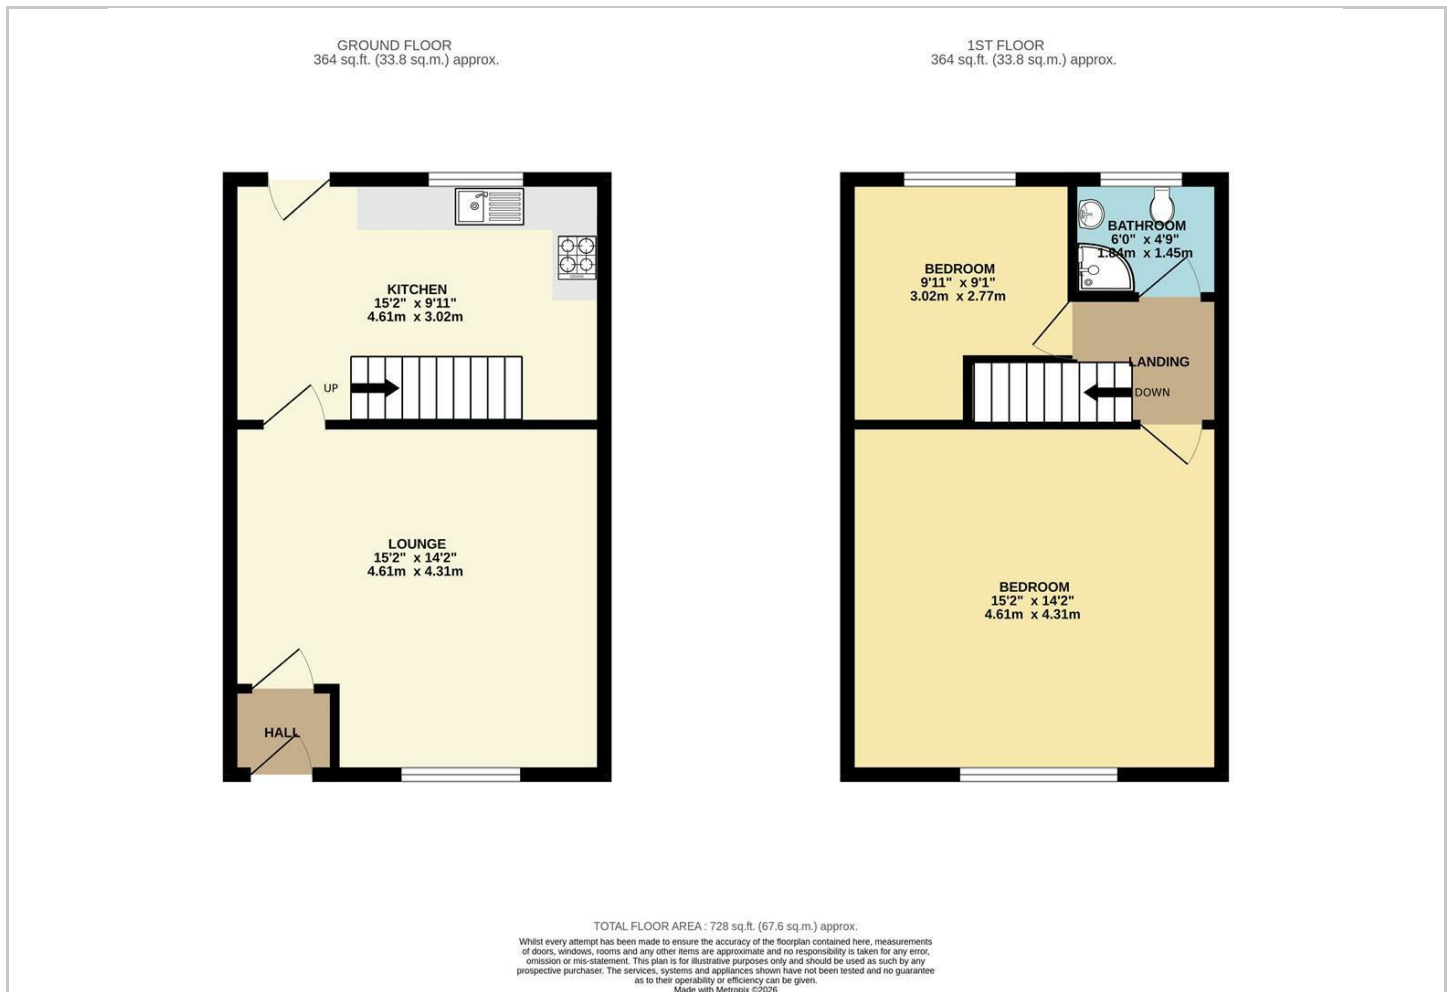 GROUND FLOOR
364 sq.ft. (33.8 sq.m.) approx.
1ST FLOOR
364 sq.ft. (33.8 sq.m.) approx.
KITCHEN
15'2" x 9'11"
4.61m x 3.02m
UP
LOUNGE
15'2" x 14'2"
4.61m x 4.31m
HALL
BATHROOM
6'0" x 4'9"
1.84m x 1.45m
BEDROOM
9'11" x 9'1"
3.02m x 2.77m
LANDING
DOWN
BEDROOM
15'2" x 14'2"
4.61m x 4.31m
TOTAL FLOOR AREA : 728 sq.ft. (67.6 sq.m.) approx.
Whilst every attempt has been made to ensure the accuracy of the floorplan contained here, measurements
of doors, windows, rooms and any other items are approximate and no responsibility is taken for any error,
omission or mis-statement. This plan is for illustrative purposes only and should be used as such by any
prospective purchaser. The services, systems and appliances shown have not been tested and no guarantee
as to their operability or efficiency can be given.
Made with Metropix ©2026